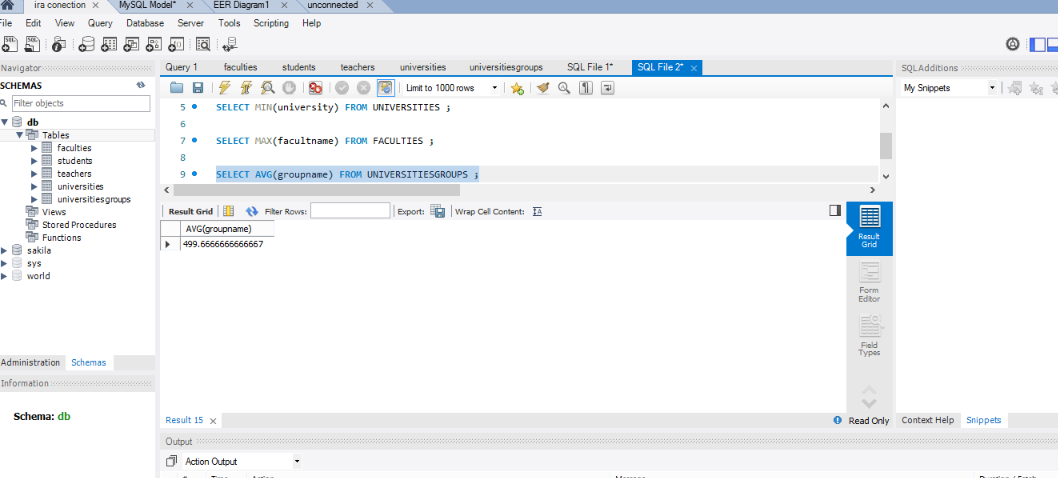 ira conection × MySQL Model* × EER Diagram1 × unconnected ×
File Edit View Query Database Server Tools Scripting Help
Navigator
Query 1 faculties students teachers universities universitiesgroups SQL File 1* SQL File 2* ×
SQLAdditions
SCHEMAS
Limit to 1000 rows
My Snippets
Filter objects
db
Tables
faculties
students
teachers
universities
universitiesgroups
Views
Stored Procedures
Functions
sakila
sys
world
5 SELECT MIN(university) FROM UNIVERSITIES ;
6
7 SELECT MAX(facultname) FROM FACULTIES ;
8
9 SELECT AVG(groupname) FROM UNIVERSITIESGROUPS ;
Result Grid Filter Rows: Export: Wrap Cell Content:
AVG(groupname)
499.6666666666667
Result Grid
Form Editor
Field Types
Administration Schemas
Information
Schema: db
Result 15 ×
Read Only
Context Help Snippets
Output
Action Output